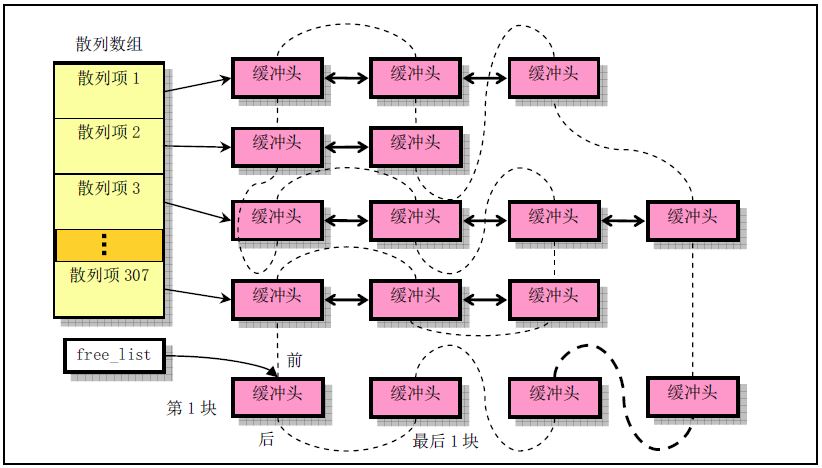 散列数组
散列项 1
缓冲头 缓冲头 缓冲头
散列项 2
缓冲头 缓冲头
散列项 3
缓冲头 缓冲头 缓冲头 缓冲头
⋮
散列项 307
缓冲头 缓冲头 缓冲头
free_list
前
缓冲头 缓冲头 缓冲头 缓冲头
第 1 块
后
最后 1 块